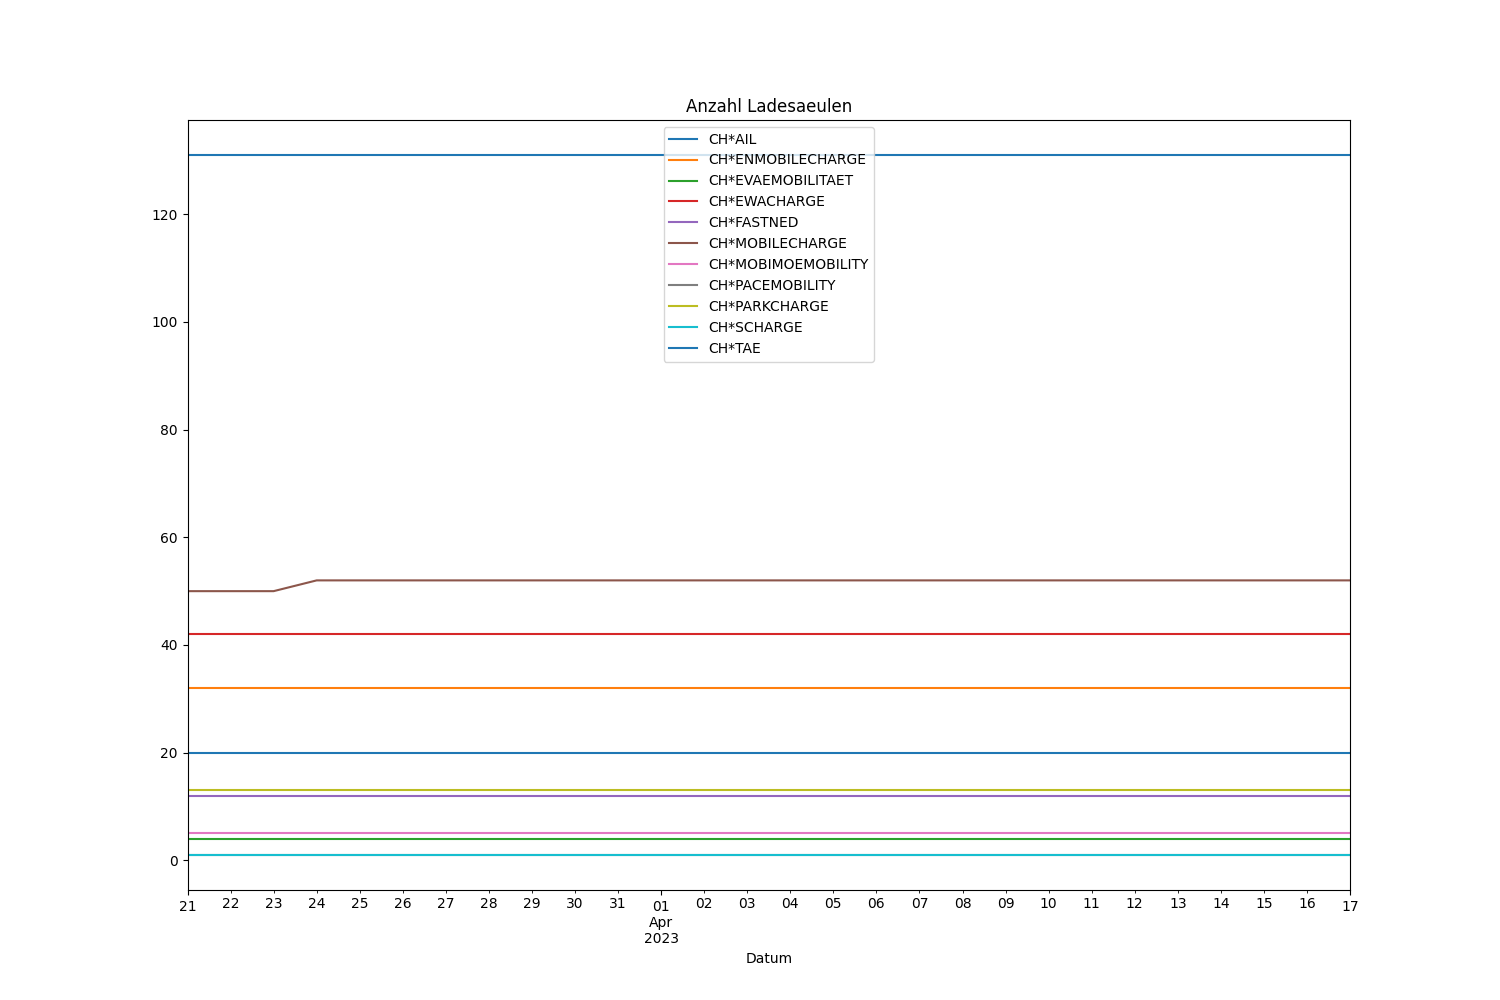 Anzahl Ladesaeulen
CH*AIL
CH*ENMOBILECHARGE
CH*EVAEMOBILITAET
CH*EWACHARGE
CH*FASTNED
CH*MOBILECHARGE
CH*MOBIMOEMOBILITY
CH*PACEMOBILITY
CH*PARKCHARGE
CH*SCHARGE
CH*TAE
120
100
80
60
40
20
0
21 22 23 24 25 26 27 28 29 30 31 01 02 03 04 05 06 07 08 09 10 11 12 13 14 15 16 17
Apr
2023
Datum